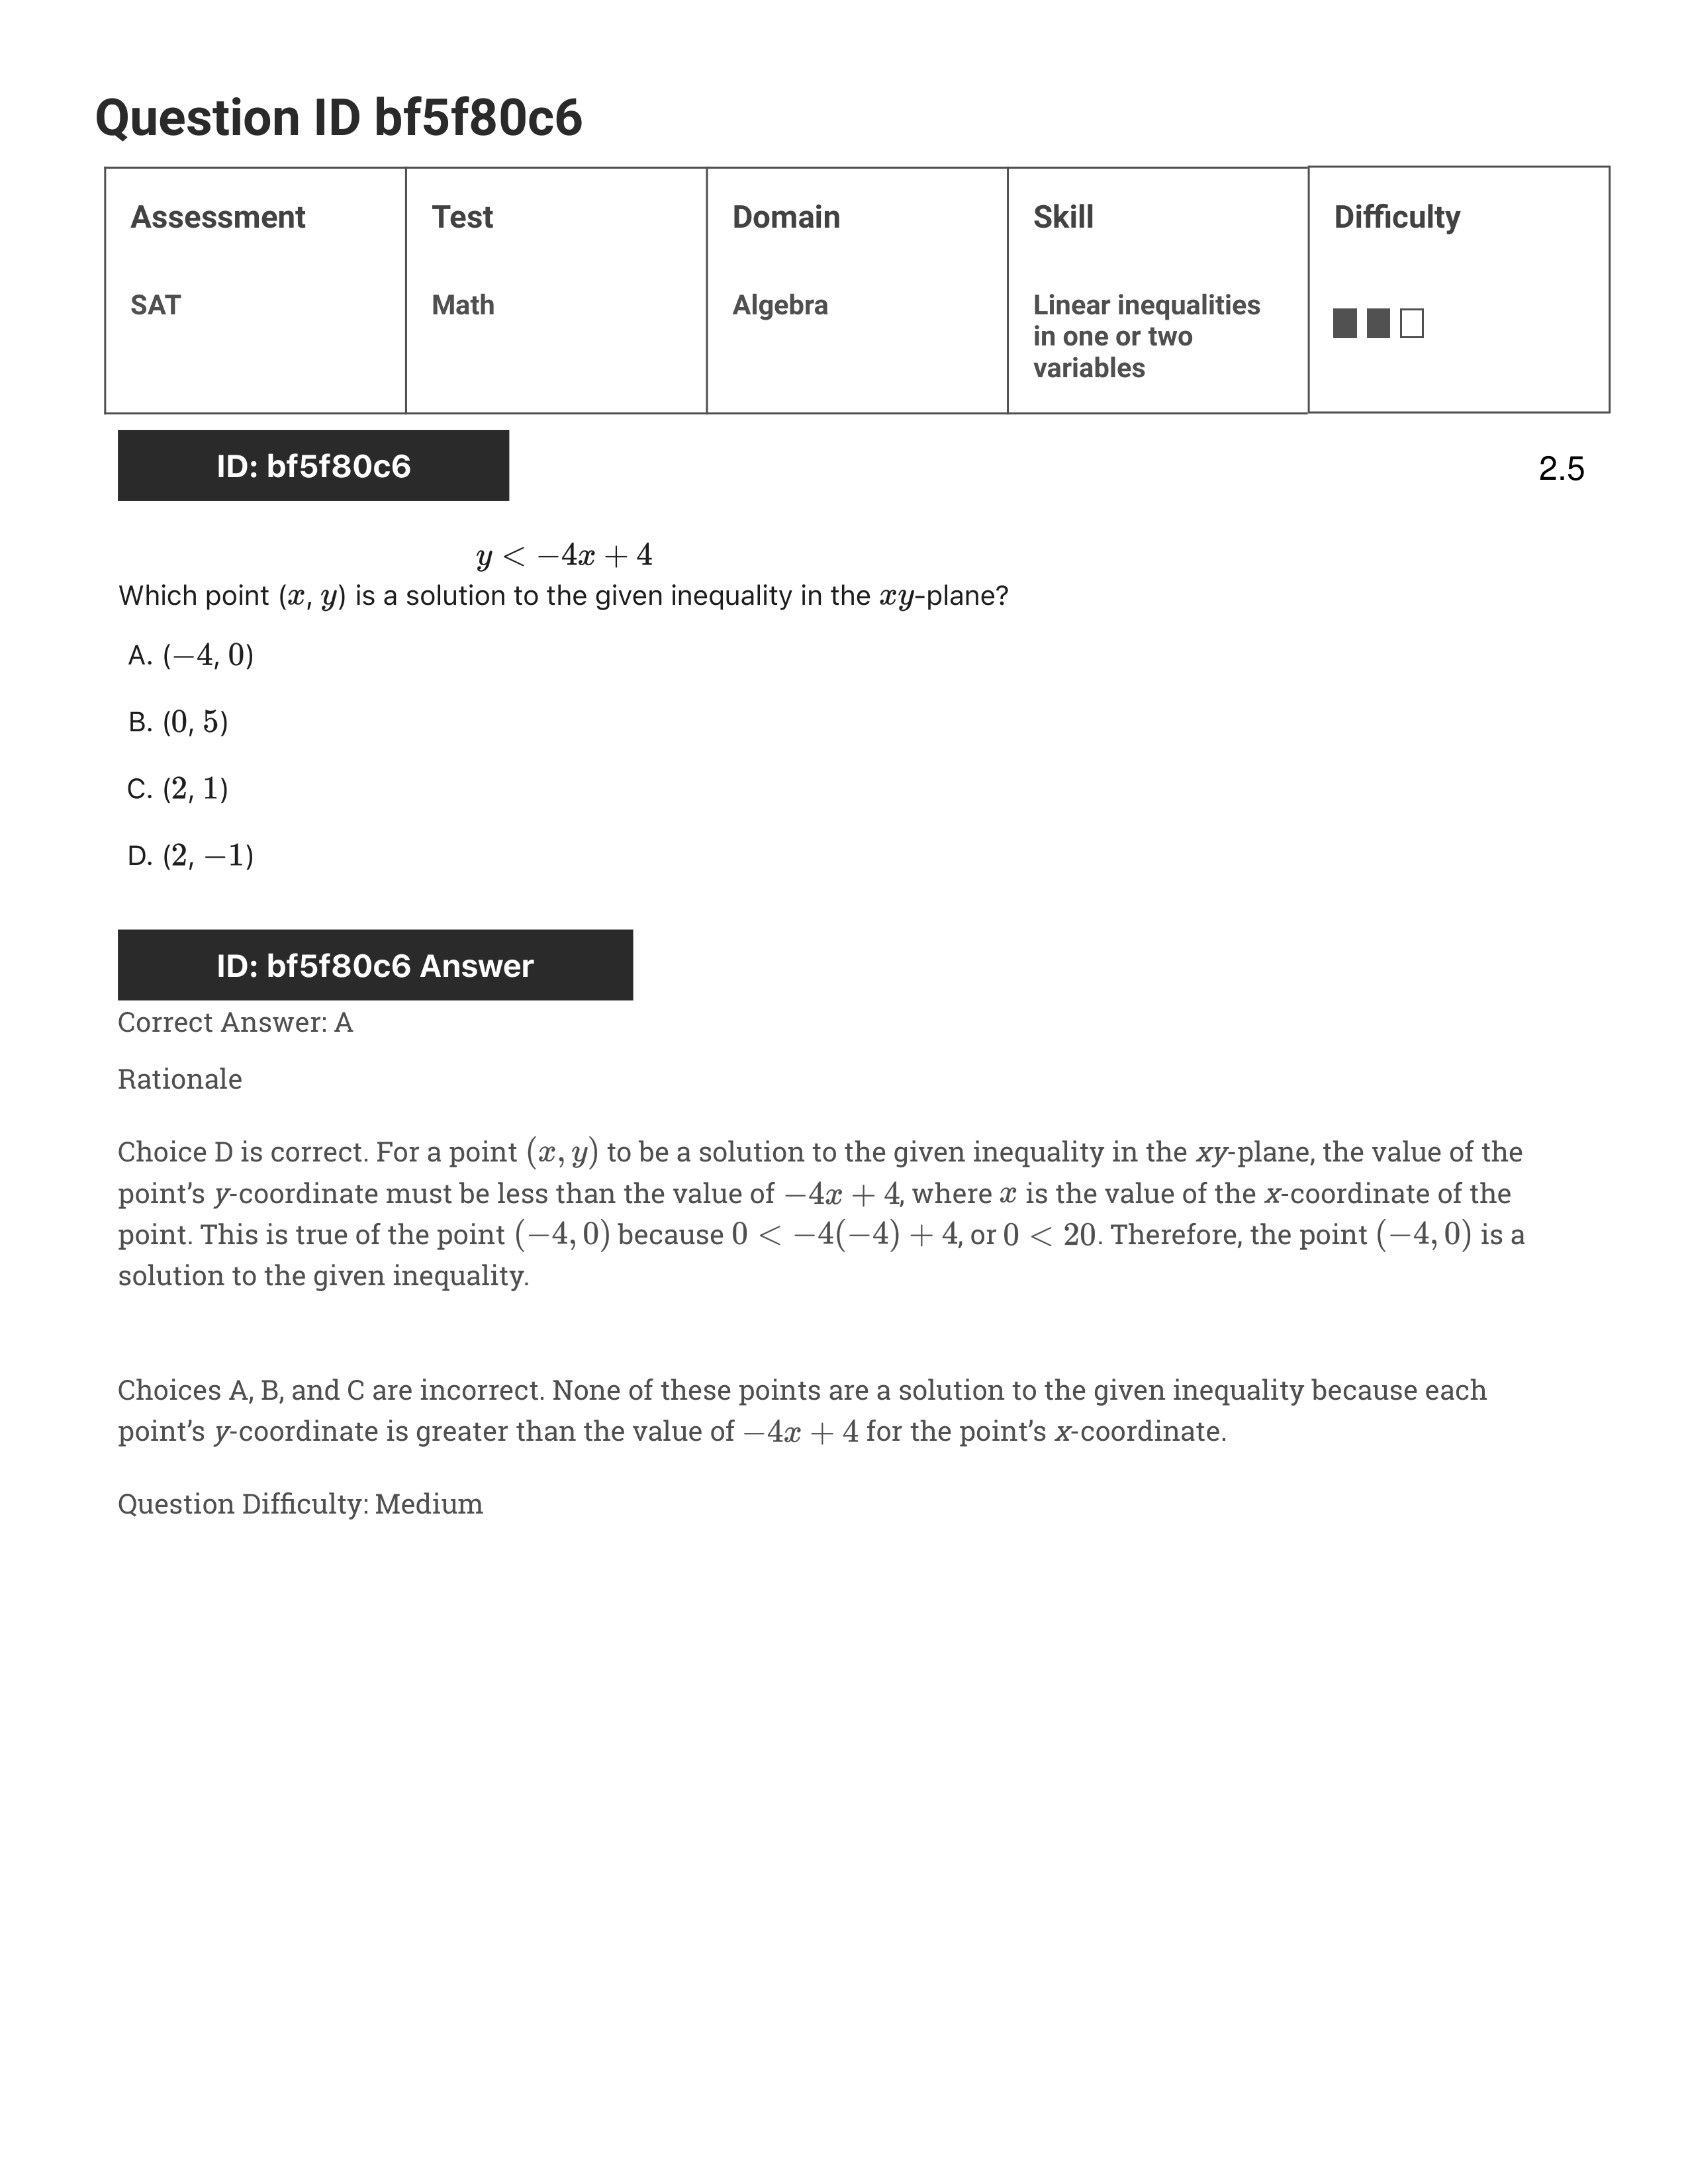 Question ID bf5f80c6
Assessment
Test
Domain
Skill
Difficulty
SAT
Math
Algebra
Linear inequalities
in one or two
variables
ID: bf5f80c6
2.5
y < −4x + 4
Which point (x, y) is a solution to the given inequality in the xy-plane?
A. (−4, 0)
B. (0, 5)
C. (2, 1)
D. (2, −1)
ID: bf5f80c6 Answer
Correct Answer: A
Rationale
Choice D is correct. For a point (x, y) to be a solution to the given inequality in the xy-plane, the value of the
point’s y-coordinate must be less than the value of −4x + 4, where x is the value of the x-coordinate of the
point. This is true of the point (−4, 0) because 0 < −4(−4) + 4, or 0 < 20. Therefore, the point (−4, 0) is a
solution to the given inequality.
Choices A, B, and C are incorrect. None of these points are a solution to the given inequality because each
point’s y-coordinate is greater than the value of −4x + 4 for the point’s x-coordinate.
Question Difficulty: Medium